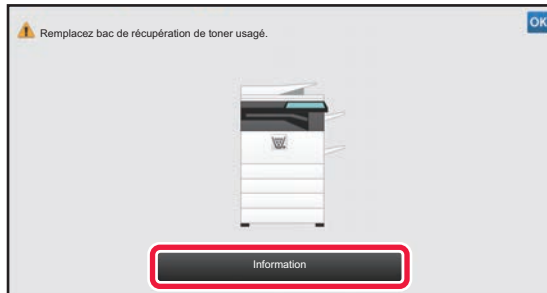 Remplacez bac de récupération de toner usagé.
OK
Information